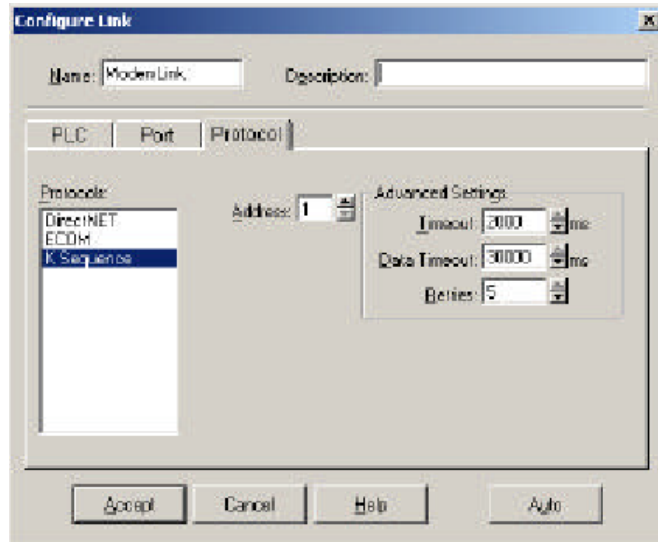 Configure Link
Name: ModemLink Description:
PLC Port Protocol
Protocols:
DirectNET
ECOM
K Sequence
Address: 1
Advanced Settings
Timeout: 2000 ms
Data Timeout: 30000 ms
Retries: 5
Accept Cancel Help Auto